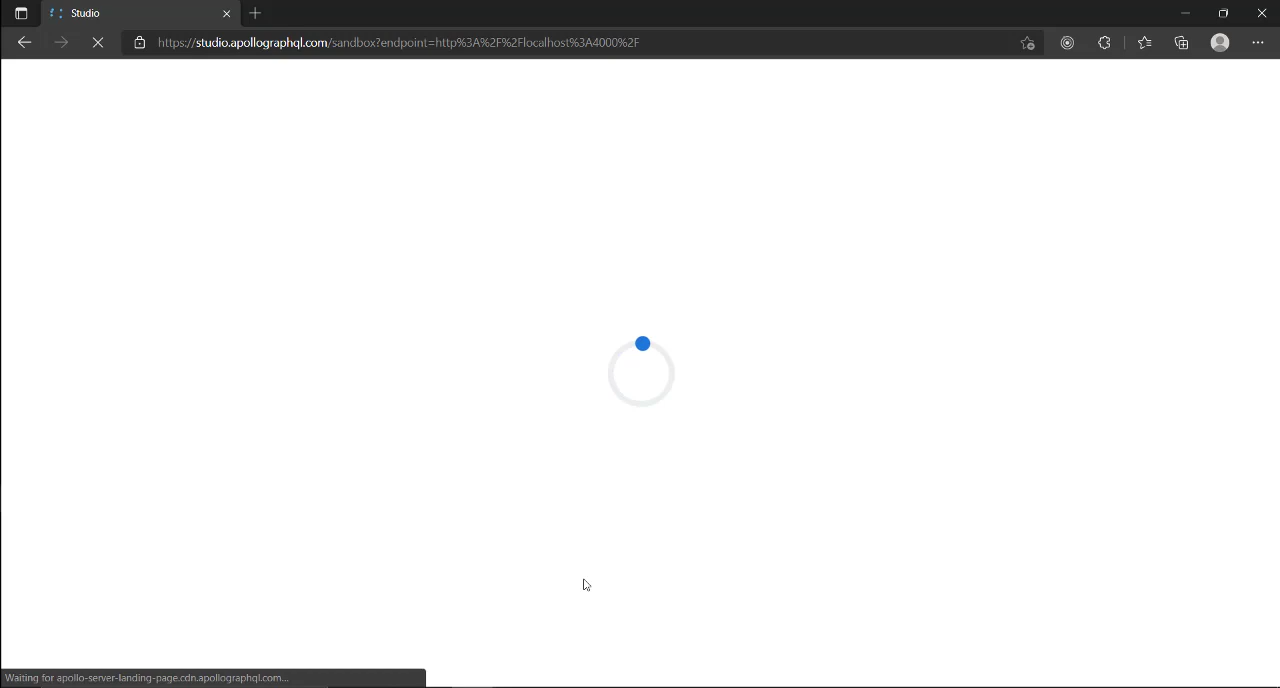 Studio
https://studio.apollographql.com/sandbox?endpoint=http%3A%2F%2Flocalhost%3A4000%2F
Waiting for apollo-server-landing-page.cdn.apollographql.com...